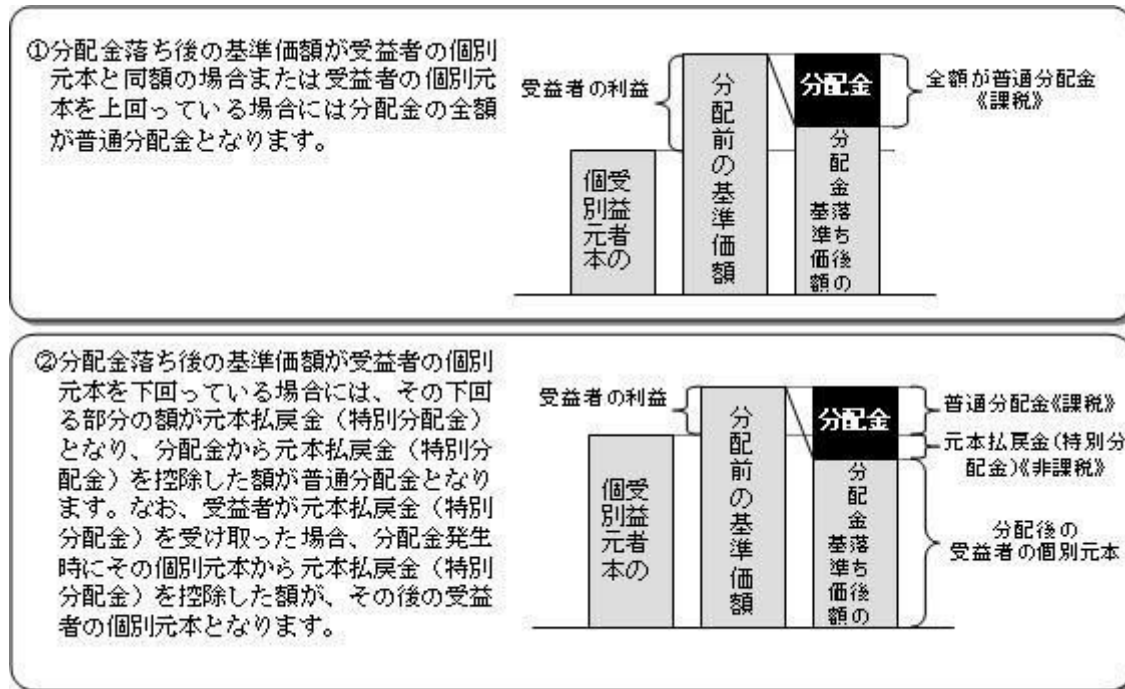 ①分配金落ち後の基準価額が受益者の個別
元本と同額の場合または受益者の個別元
本を上回っている場合には分配金の全額
が普通分配金となります。
受益者の利益
受益者の
個別元本
分配前の基準価額
分配金
分配金落ち後の
基準価額
全額が普通分配金
《課税》
②分配金落ち後の基準価額が受益者の個別
元本を下回っている場合には、その下回
る部分の額が元本払戻金（特別分配金）
となり、分配金から元本払戻金（特別分
配金）を控除した額が普通分配金となり
ます。なお、受益者が元本払戻金（特別
分配金）を受け取った場合、分配金発生
時にその個別元本から元本払戻金（特別
分配金）を控除した額が、その後の受益
者の個別元本となります。
受益者の利益
受益者の
個別元本
分配前の基準価額
分配金
分配金落ち後の
基準価額
普通分配金《課税》
元本払戻金(特別分
配金)《非課税》
分配後の
受益者の個別元本